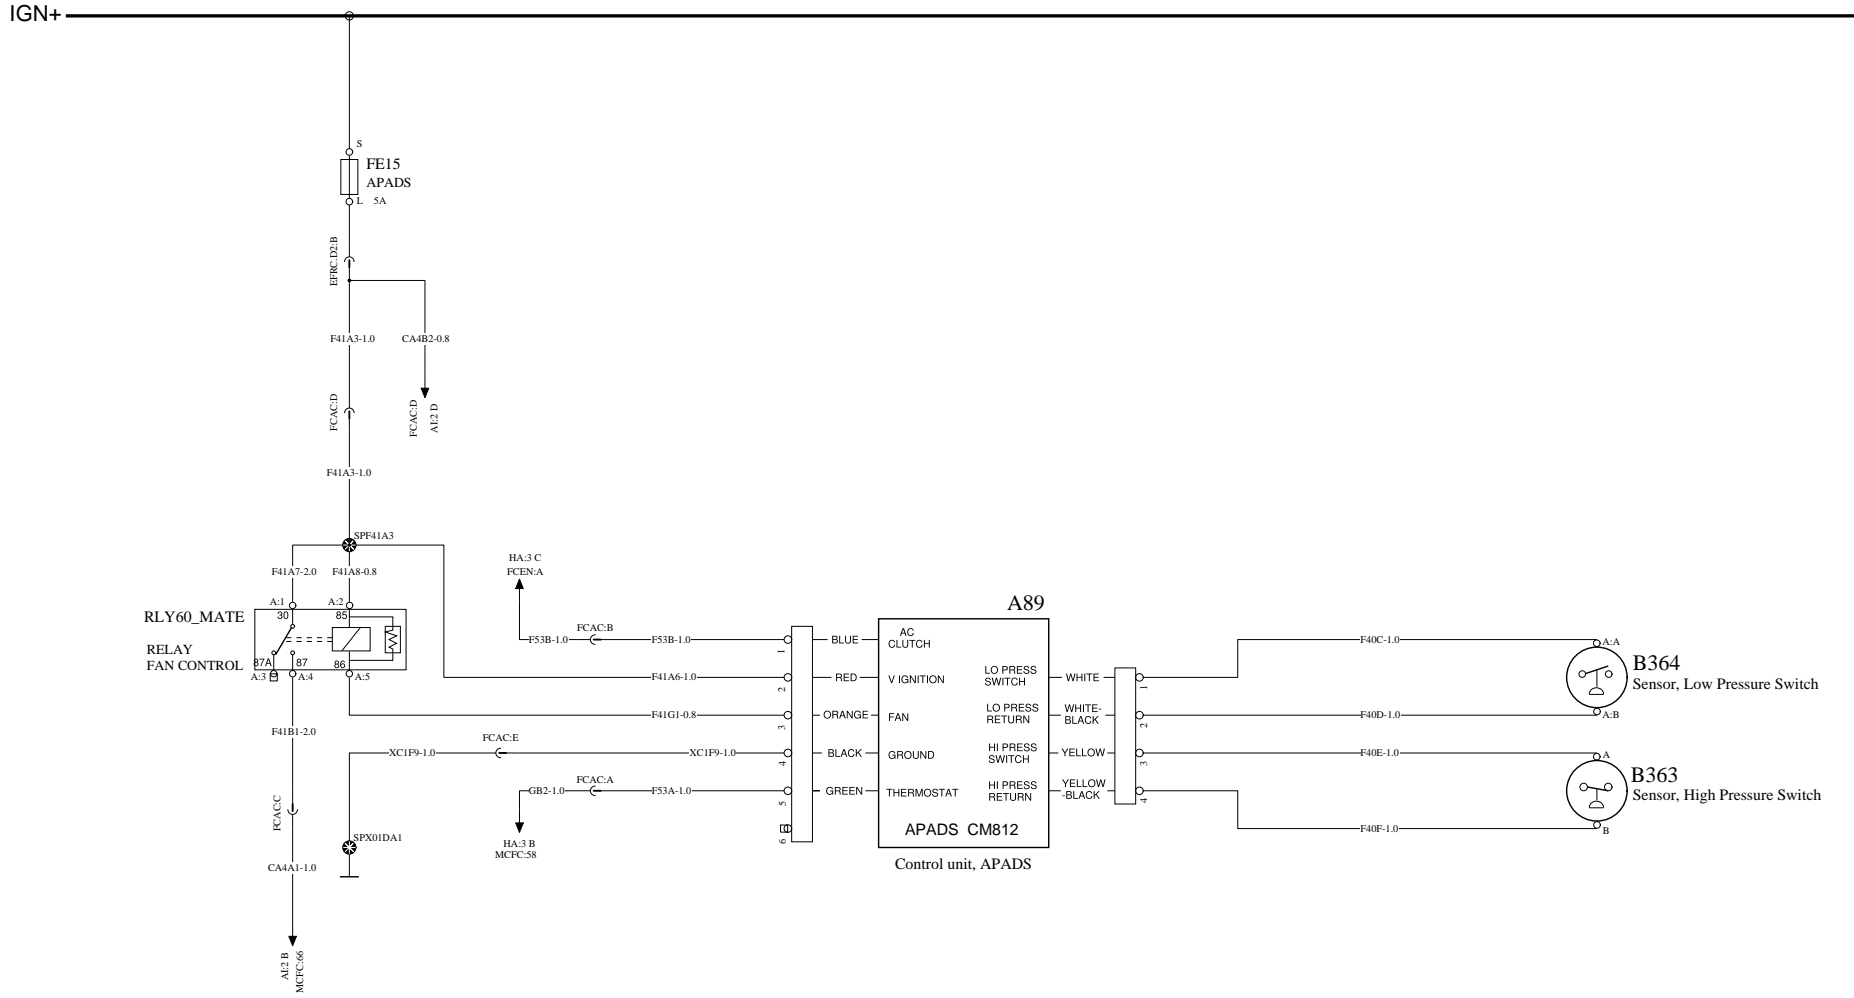 IGN+
S
FE15
APADS
L 5A
EFRC.D2:B
F41A3-1.0
CA4B2-0.8
FCAC:D
FCAC:D
AI:2 D
F41A3-1.0
SPF41A3
F41A7-2.0
F41A8-0.8
A:1
A:2
30
85
RLY60_MATE
RELAY
FAN CONTROL
87A
87
86
A:3
A:4
A:5
F41B1-2.0
FCAC:C
CA4A1-1.0
AI:2 B
MCFC:66
SPX01DA1
HA:3 C
FCEN:A
F53B-1.0
FCAC:B
F53B-1.0
F41A6-1.0
F41G1-0.8
XC1F9-1.0
FCAC:E
XC1F9-1.0
GB2-1.0
FCAC:A
F53A-1.0
HA:3 B
MCFC:58
1
2
3
4
5
6
BLUE
RED
ORANGE
BLACK
GREEN
A89
AC
CLUTCH
V IGNITION
FAN
GROUND
THERMOSTAT
LO PRESS
SWITCH
LO PRESS
RETURN
HI PRESS
SWITCH
HI PRESS
RETURN
APADS CM812
Control unit, APADS
WHITE
WHITE-
BLACK
YELLOW
YELLOW
-BLACK
1
2
3
4
F40C-1.0
F40D-1.0
F40E-1.0
F40F-1.0
A:A
B364
Sensor, Low Pressure Switch
A:B
A
B363
Sensor, High Pressure Switch
B